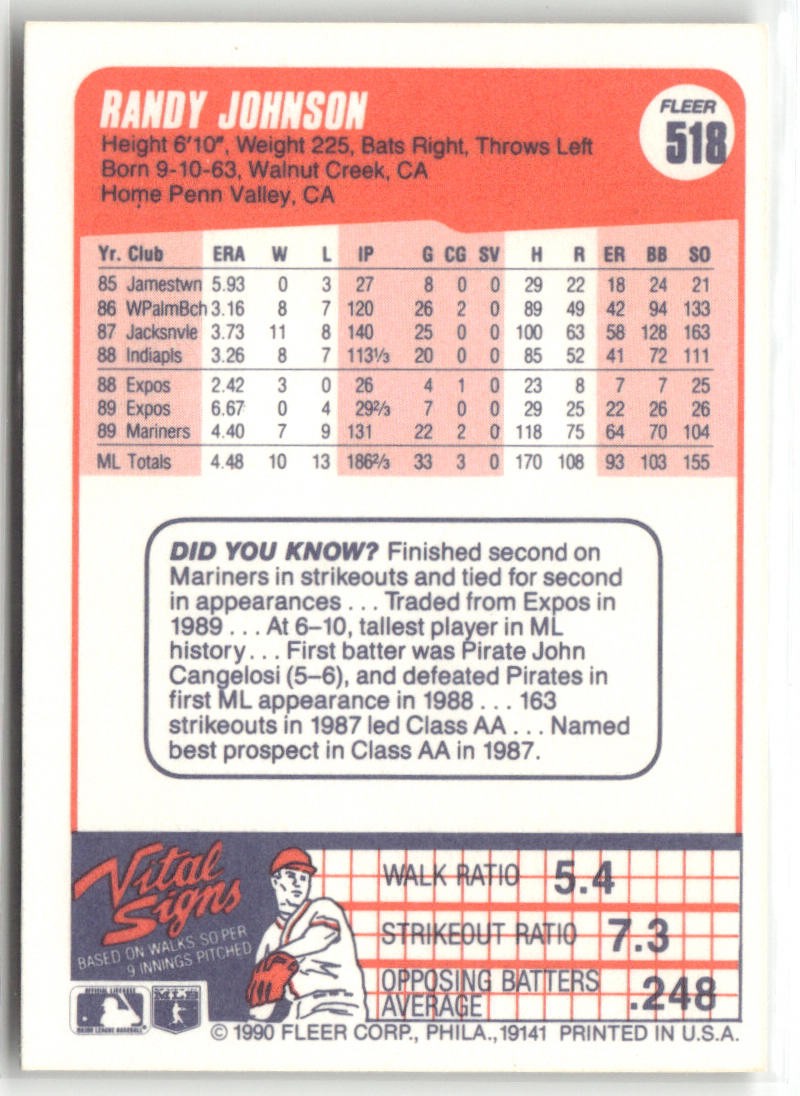 RANDY JOHNSON
FLEER
518
Height 6'10", Weight 225, Bats Right, Throws Left
Born 9-10-63, Walnut Creek, CA
Home Penn Valley, CA
Yr. Club ERA W L IP G CG SV H R ER BB SO
85 Jamestwn 5.93 0 3 27 8 0 0 29 22 18 24 21
86 WPalmBch 3.16 8 7 120 26 2 0 89 49 42 94 133
87 Jacksnvle 3.73 11 8 140 25 0 0 100 63 58 128 163
88 Indiapls 3.26 8 7 113⅓ 20 0 0 85 52 41 72 111
88 Expos 2.42 3 0 26 4 1 0 23 8 7 7 25
89 Expos 6.67 0 4 29⅔ 7 0 0 29 25 22 26 26
89 Mariners 4.40 7 9 131 22 2 0 118 75 64 70 104
ML Totals 4.48 10 13 186⅔ 33 3 0 170 108 93 103 155
DID YOU KNOW? Finished second on
Mariners in strikeouts and tied for second
in appearances . . . Traded from Expos in
1989 . . . At 6–10, tallest player in ML
history . . . First batter was Pirate John
Cangelosi (5–6), and defeated Pirates in
first ML appearance in 1988 . . . 163
strikeouts in 1987 led Class AA . . . Named
best prospect in Class AA in 1987.
Vital
Signs
BASED ON WALKS, SO PER
9 INNINGS PITCHED
WALK RATIO 5.4
STRIKEOUT RATIO 7.3
OPPOSING BATTERS
AVERAGE .248
OFFICIAL LICENSEE
MAJOR LEAGUE BASEBALL
MLB
© 1990 FLEER CORP., PHILA., 19141 PRINTED IN U.S.A.